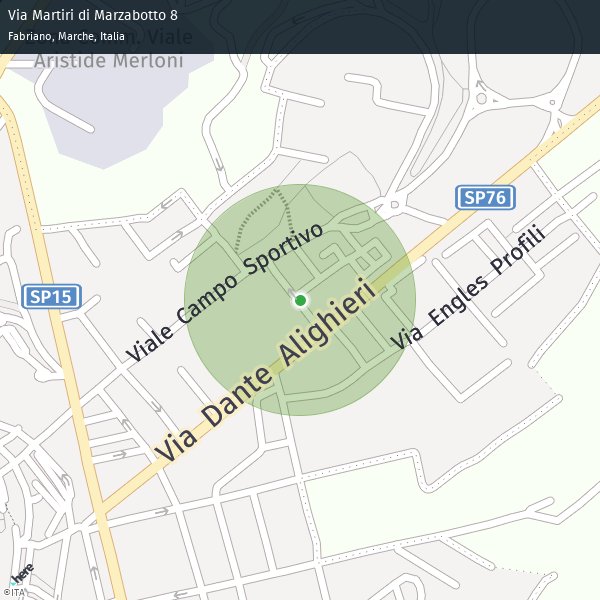 Via Martiri di Marzabotto 8
Fabriano, Marche, Italia
Viale
Aristide Merloni
SP76
Viale Campo Sportivo
Via Engles Profili
SP15
Via Dante Alighieri
here
©ITA